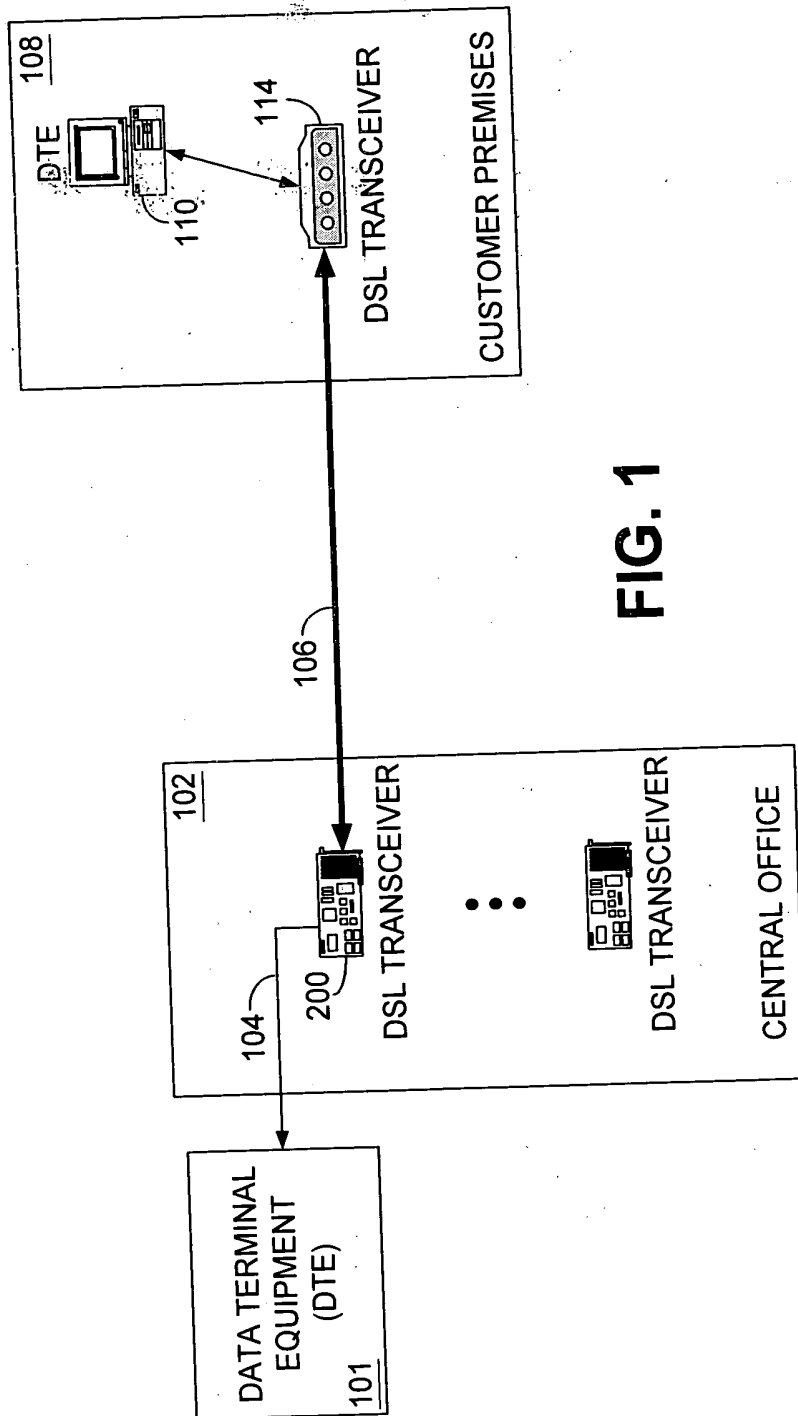 DATA TERMINAL
EQUIPMENT
(DTE)
101
104
102
200
DSL TRANSCEIVER
DSL TRANSCEIVER
CENTRAL OFFICE
106
108
DTE
110
114
DSL TRANSCEIVER
CUSTOMER PREMISES
FIG. 1